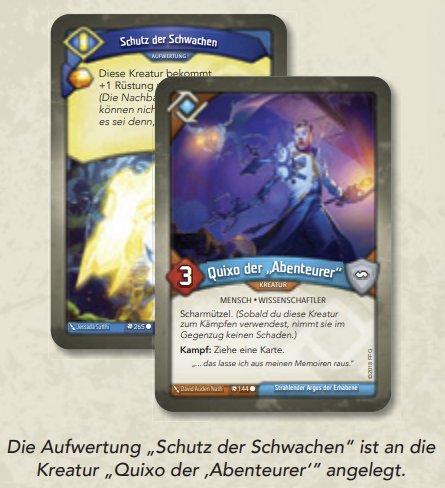 Schutz der Schwachen
AUFWERTUNG
Diese Kreatur bekommt
+1 Rüstung
(Die Nachba
können nich
es sei denn,
Jessada Sutthi
265
3
Quixo der „Abenteurer“
KREATUR
MENSCH • WISSENSCHAFTLER
Scharmützel. (Sobald du diese Kreatur
zum Kämpfen verwendest, nimmt sie im
Gegenzug keinen Schaden.)
Kampf: Ziehe eine Karte.
„... das lasse ich aus meinen Memoiren raus.“
©2018 FFG
David Auden Nash
144
Strahlender Argus der Erhabene
Die Aufwertung „Schutz der Schwachen“ ist an die
Kreatur „Quixo der ‚Abenteurer‘“ angelegt.